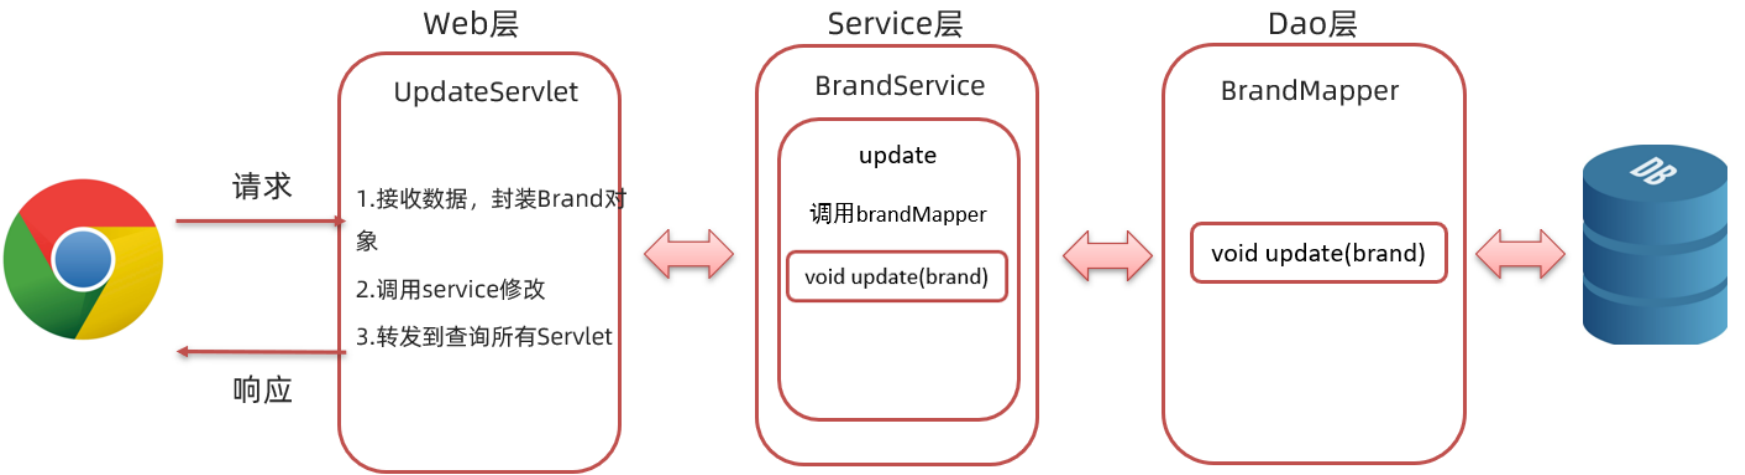 Web层
UpdateServlet
请求
1.接收数据，封装Brand对
象
2.调用service修改
3.转发到查询所有Servlet
响应
Service层
BrandService
update
调用brandMapper
void update(brand)
Dao层
BrandMapper
void update(brand)
DB